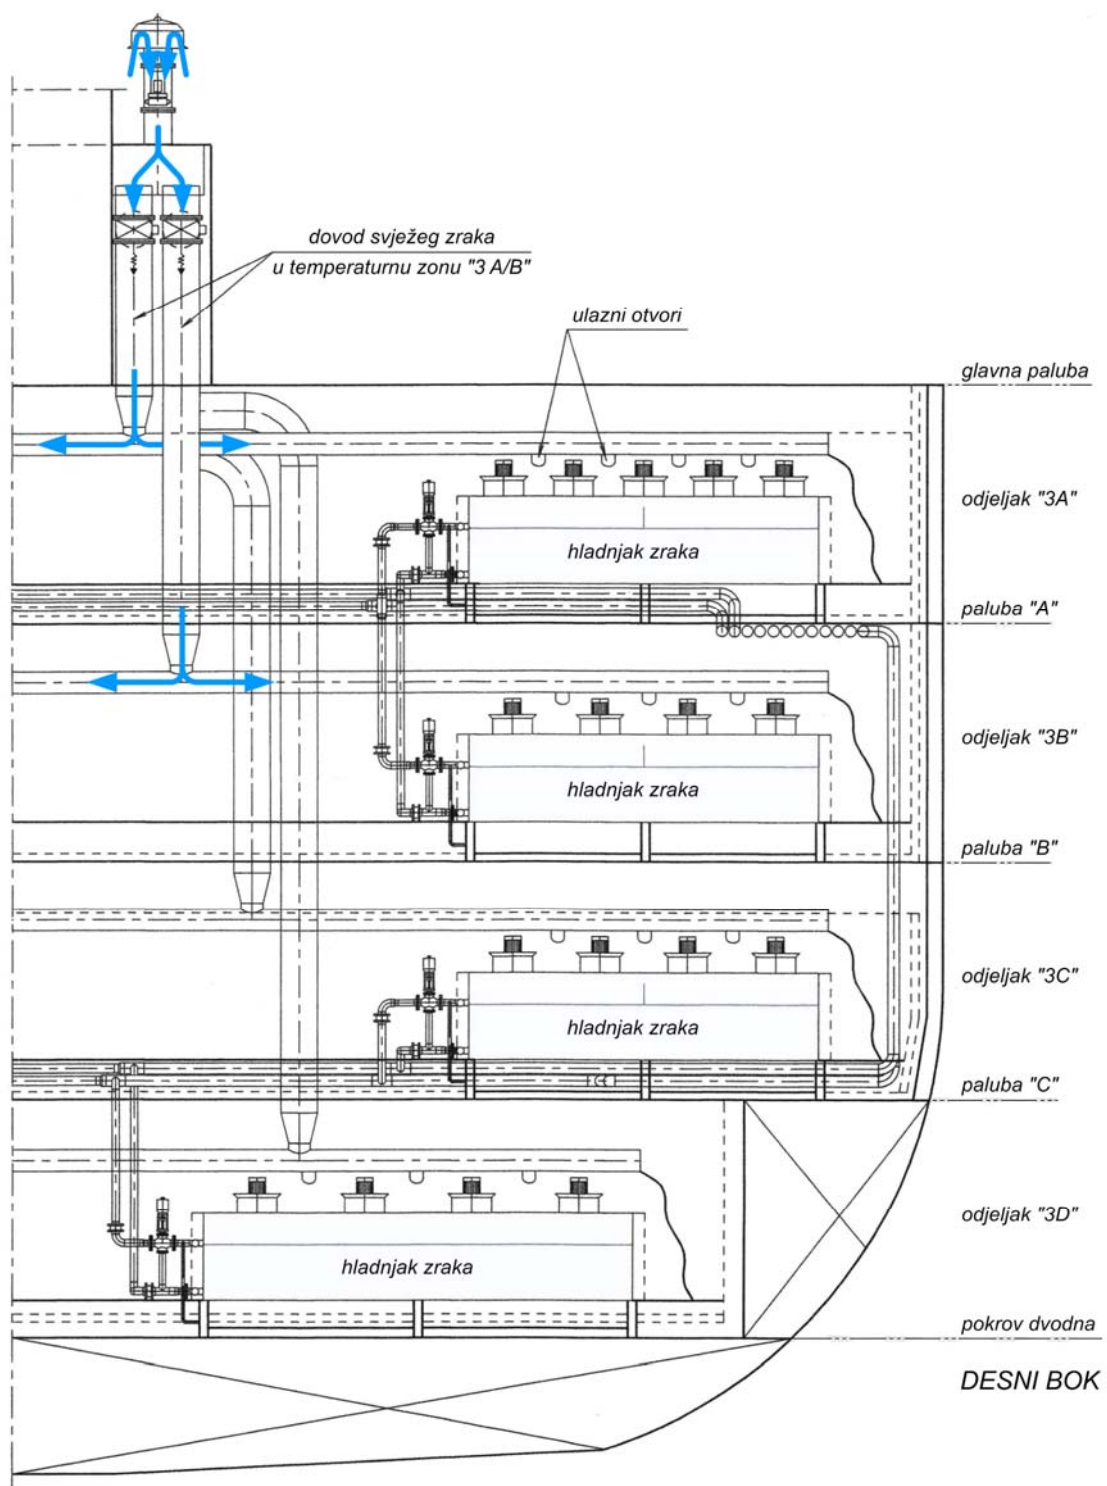 dovod svježeg zraka
u temperaturnu zonu "3 A/B"
ulazni otvori
glavna paluba
odjeljak "3A"
hladnjak zraka
paluba "A"
odjeljak "3B"
hladnjak zraka
paluba "B"
odjeljak "3C"
hladnjak zraka
paluba "C"
odjeljak "3D"
hladnjak zraka
pokrov dvodna
DESNI BOK